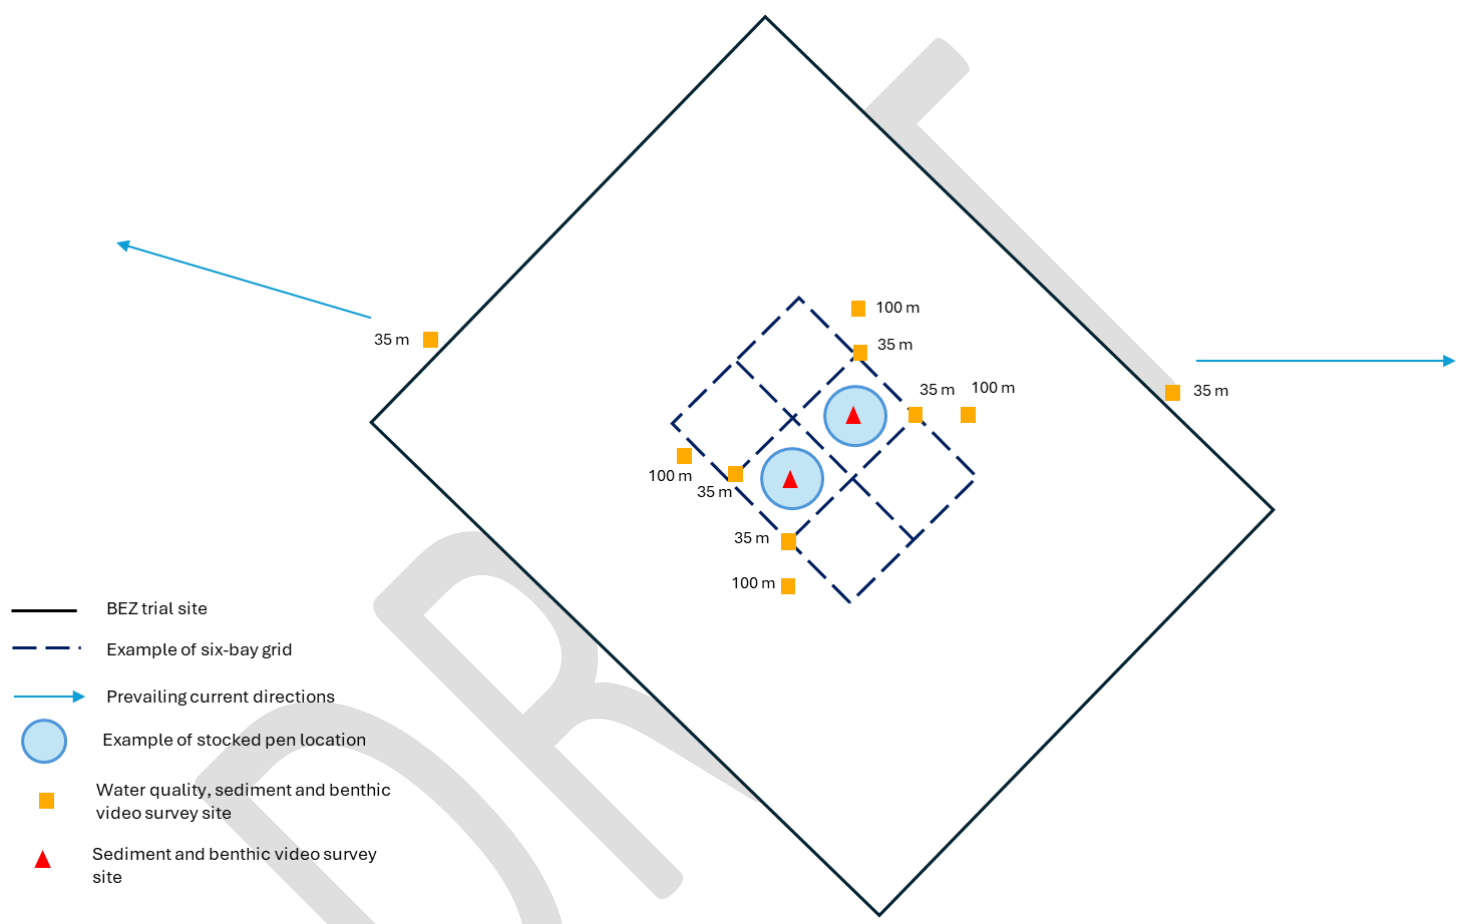 100 m
35 m
35 m
35 m
100 m
35 m
100 m
35 m
35 m
100 m
BEZ trial site
Example of six-bay grid
Prevailing current directions
Example of stocked pen location
Water quality, sediment and benthic
video survey site
Sediment and benthic video survey
site